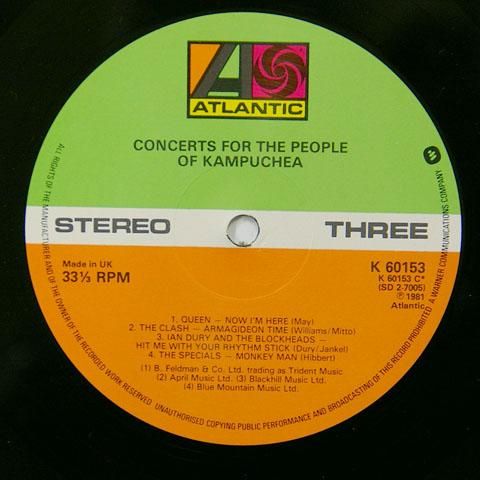 ATLANTIC
CONCERTS FOR THE PEOPLE
OF KAMPUCHEA
STEREO THREE
Made in UK
33⅓ RPM
K 60153
K 60153 C*
(SD 2-7005)
Ⓟ 1981
Atlantic
1. QUEEN – NOW I'M HERE (May)
2. THE CLASH – ARMAGIDEON TIME (Williams/Mitto)
3. IAN DURY AND THE BLOCKHEADS –
HIT ME WITH YOUR RHYTHM STICK (Dury/Jankel)
4. THE SPECIALS – MONKEY MAN (Hibbert)
(1) B. Feldman & Co. Ltd. trading as Trident Music
(2) April Music Ltd. (3) Blackhill Music Ltd.
(4) Blue Mountain Music Ltd.
ALL RIGHTS OF THE MANUFACTURER AND OF THE OWNER OF THE RECORDED WORK RESERVED UNAUTHORISED COPYING PUBLIC PERFORMANCE AND BROADCASTING OF THIS RECORD PROHIBITED A WARNER COMMUNICATIONS COMPANY